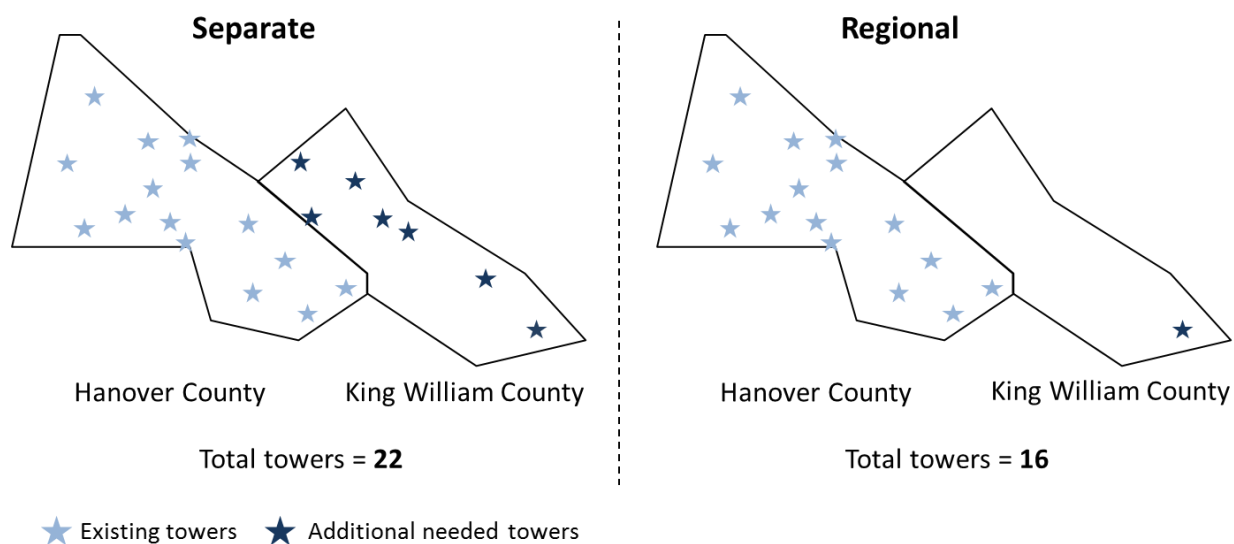 Separate
Hanover County
King William County
Total towers = 22
Regional
Hanover County
King William County
Total towers = 16
Existing towers
Additional needed towers